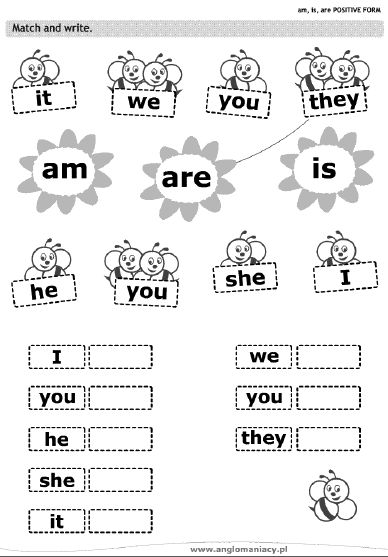 am, is, are POSITIVE FORM
Match and write.
it we you they
am are is
he you she I
I we
you you
he they
she
it
www.anglomaniacy.pl